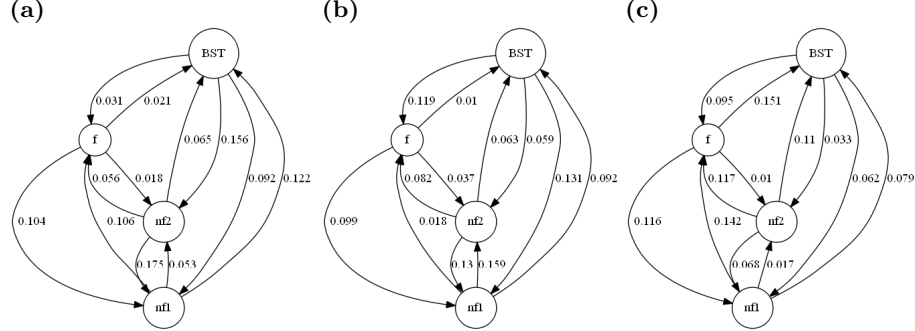 (a)
BST
0.031
0.021
f
0.065
0.156
0.056
0.018
0.092
0.122
0.104
0.106
nf2
0.175
0.053
nf1
(b)
BST
0.119
0.01
f
0.063
0.059
0.082
0.037
0.131
0.092
0.099
0.018
nf2
0.13
0.159
nf1
(c)
BST
0.095
0.151
f
0.11
0.033
0.117
0.01
0.062
0.079
0.116
0.142
nf2
0.068
0.017
nf1